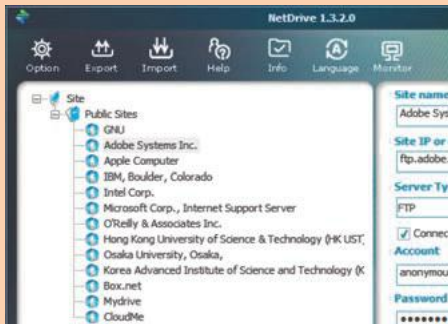 NetDrive 1.3.2.0
Option Export Import Help Info Language Monitor
Site
Public Sites
GNU
Adobe Systems Inc.
Apple Computer
IBM, Boulder, Colorado
Intel Corp.
Microsoft Corp., Internet Support Server
O'Reilly & Associates Inc.
Hong Kong University of Science & Technology (HK UST)
Osaka University, Osaka,
Korea Advanced Institute of Science and Technology (K
Box.net
Mydrive
CloudMe
Site name
Adobe Sys
Site IP or
ftp.adobe.
Server Ty
FTP
Connec
Account
anonymou
Password